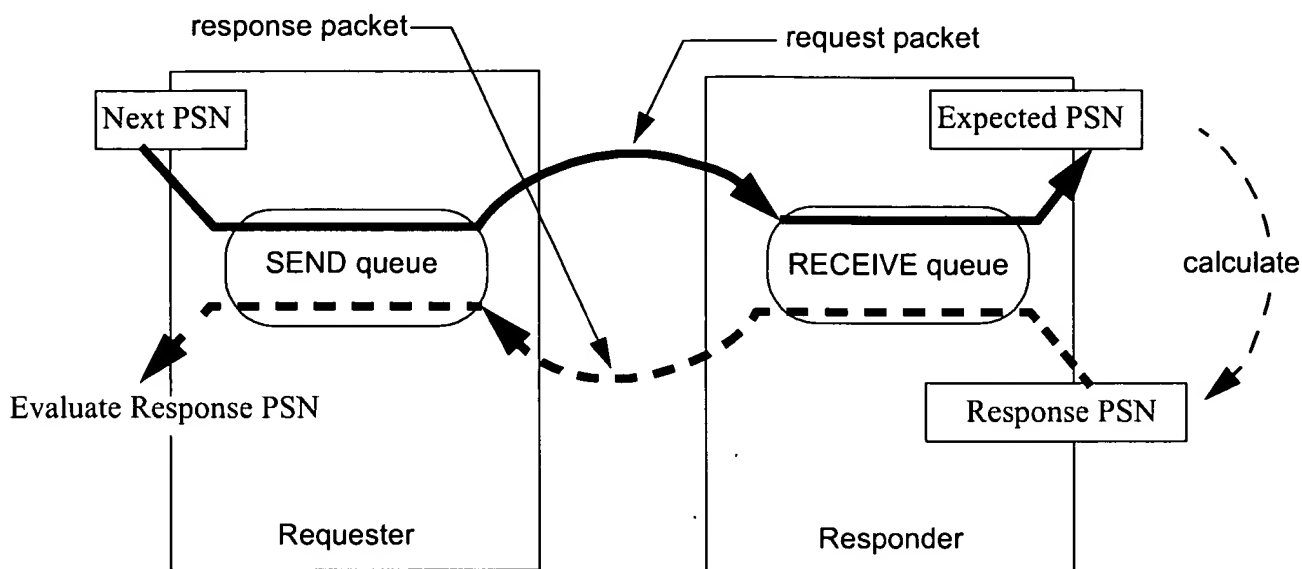 response packet
request packet
Next PSN
Expected PSN
SEND queue
RECEIVE queue
calculate
Evaluate Response PSN
Response PSN
Requester
Responder